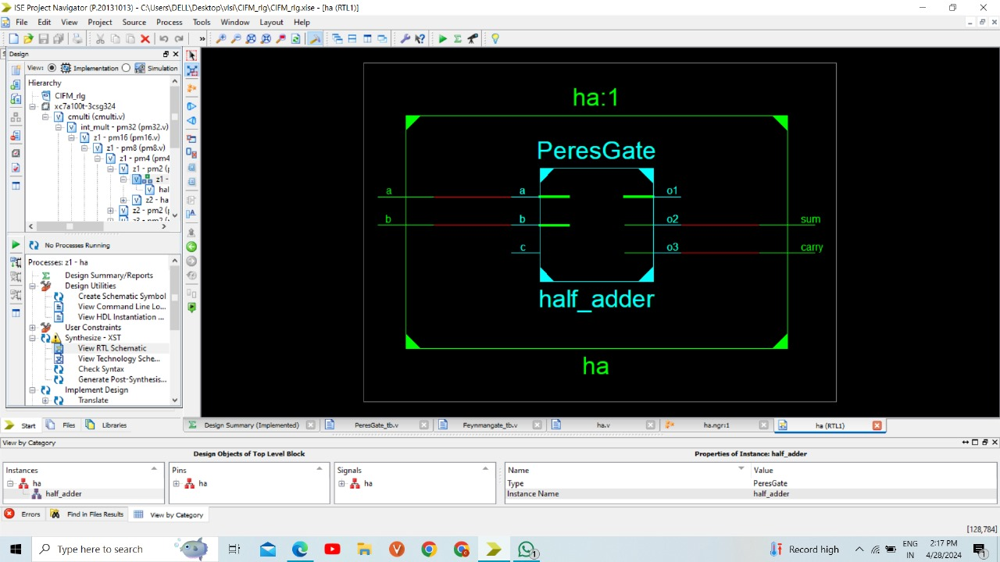 ISE Project Navigator (P.20131013) - C:\Users\DELL\Desktop\vlsi\CIFM_rlg\CIFM_rlg.xise - [ha (RTL1)]
File Edit View Project Source Process Tools Window Layout Help
»
Design
View: Implementation Simulation
Hierarchy
CIFM_rlg
xc7a100t-3csg324
cmulti (cmulti.v)
int_mult - pm32 (pm32.v)
z1 - pm16 (pm16.v)
z1 - pm8 (pm8.v)
z1 - pm4 (pm4
z1 - pm2 (
z1 -
hal
z2 - ha
z2 - pm2 (
No Processes Running
Processes: z1 - ha
Design Summary/Reports
Design Utilities
Create Schematic Symbol
View Command Line Lo...
View HDL Instantiation ...
User Constraints
Synthesize - XST
View RTL Schematic
View Technology Sche...
Check Syntax
Generate Post-Synthesis...
Implement Design
Translate
Start Files Libraries
ha:1
PeresGate
a a o1
b b o2 sum
c o3 carry
half_adder
ha
Design Summary (Implemented) PeresGate_tb.v Feynmangate_tb.v ha.v ha.ngr:1 ha (RTL1)
View by Category
Design Objects of Top Level Block Properties of Instance: half_adder
Instances Pins Signals Name Value
ha ha ha Type PeresGate
half_adder Instance Name half_adder
Errors Find in Files Results View by Category
[128,784]
Type here to search Record high ENG 2:17 PM
IN 4/28/2024